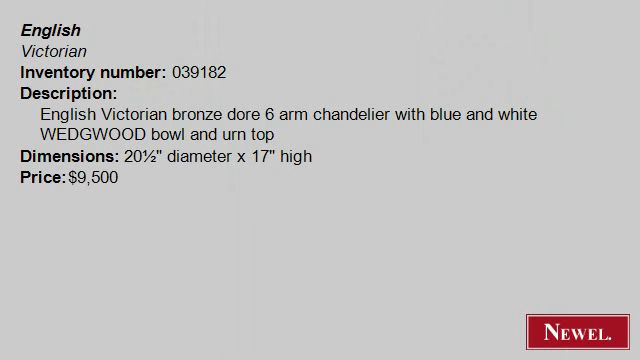 English
Victorian
Inventory number: 039182
Description:
English Victorian bronze dore 6 arm chandelier with blue and white
WEDGWOOD bowl and urn top
Dimensions: 20½" diameter x 17" high
Price:$9,500
NEWEL.